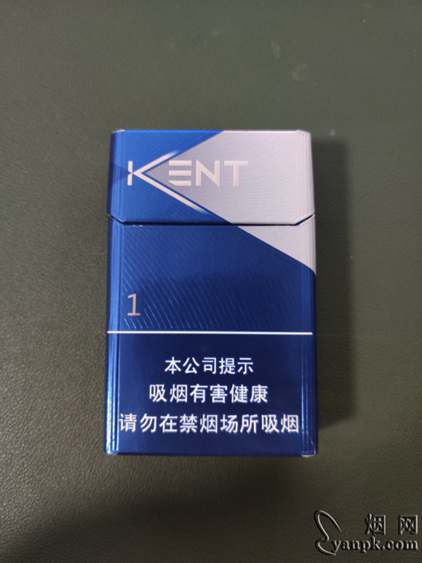 KENT
1
本公司提示
吸烟有害健康
请勿在禁烟场所吸烟
烟网
yanpk.com